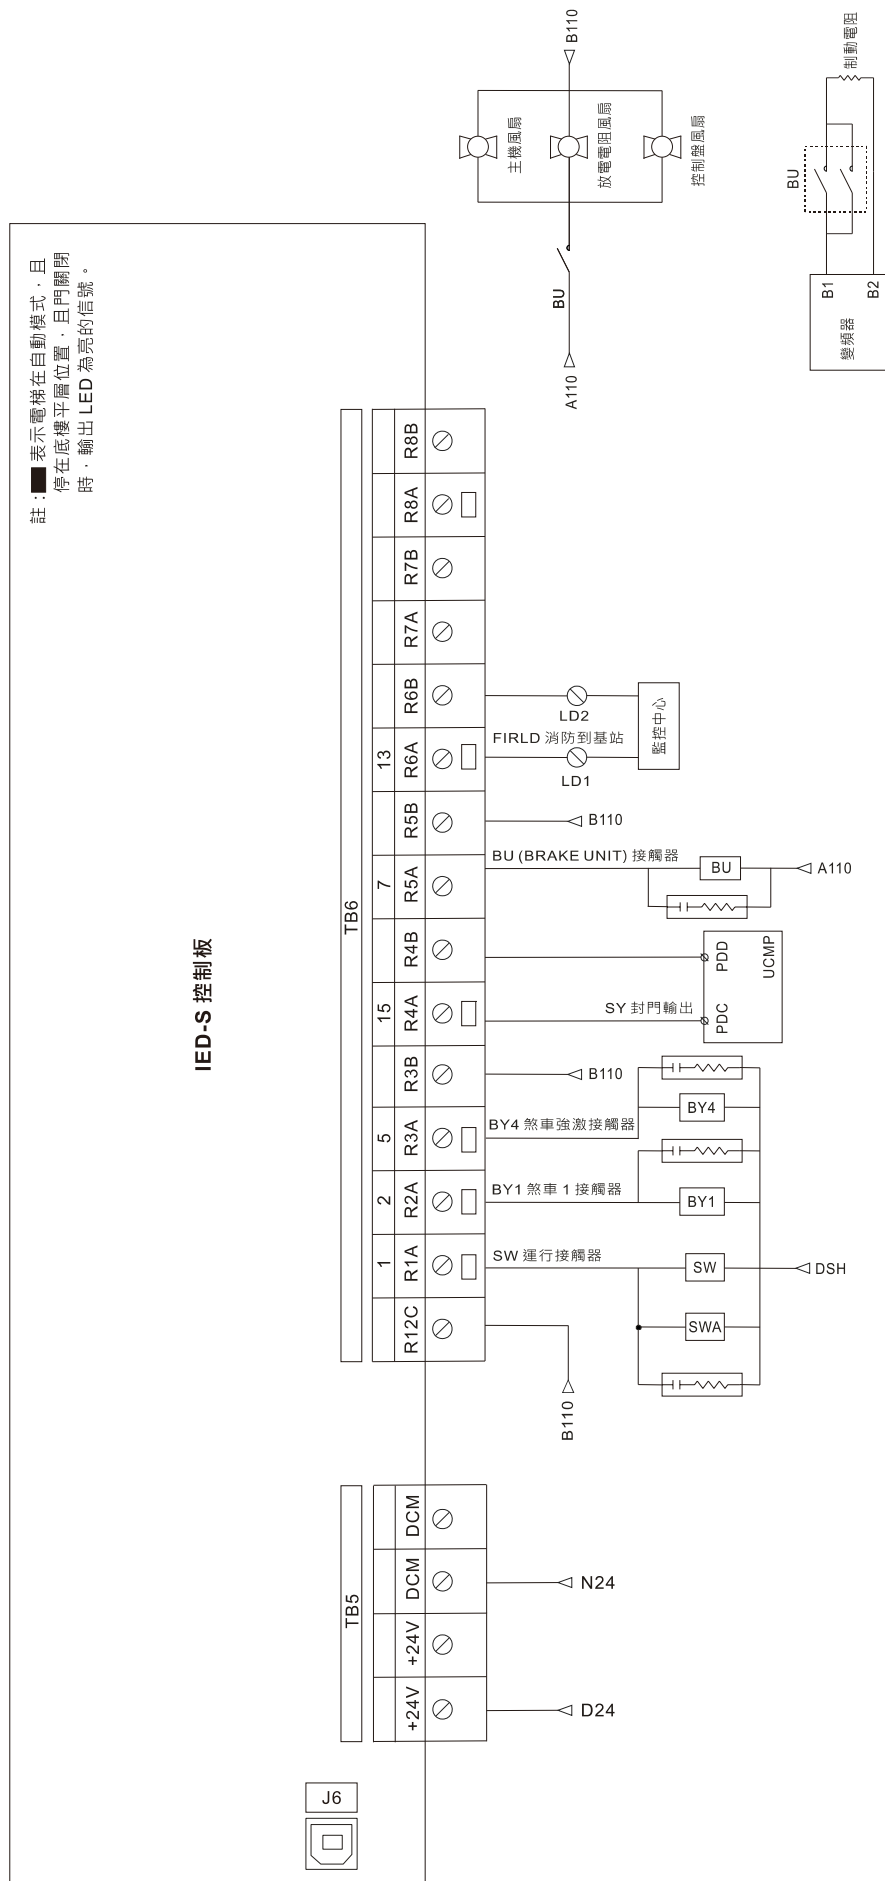 B110
制動電阻
主機風扇
放電電阻風扇
控制盤風扇
BU
BU
A110
B1
B2
變頻器
註：■ 表示電梯在自動模式，且
停在底樓平層位置，且門關閉
時，輸出 LED 為亮的信號。
IED-S 控制板
TB6
R8B
R8A
R7B
R7A
R6B
13
R6A
R5B
7
R5A
R4B
15
R4A
R3B
5
R3A
2
R2A
1
R1A
R12C
LD2
FIRLD 消防到基站
LD1
監控中心
B110
BU (BRAKE UNIT) 接觸器
BU
A110
PDD
UCMP
SY 封門輸出
PDC
B110
BY4 煞車強激接觸器
BY4
BY1 煞車 1 接觸器
BY1
SW 運行接觸器
SW
DSH
SWA
B110
TB5
DCM
DCM
+24V
+24V
N24
D24
J6